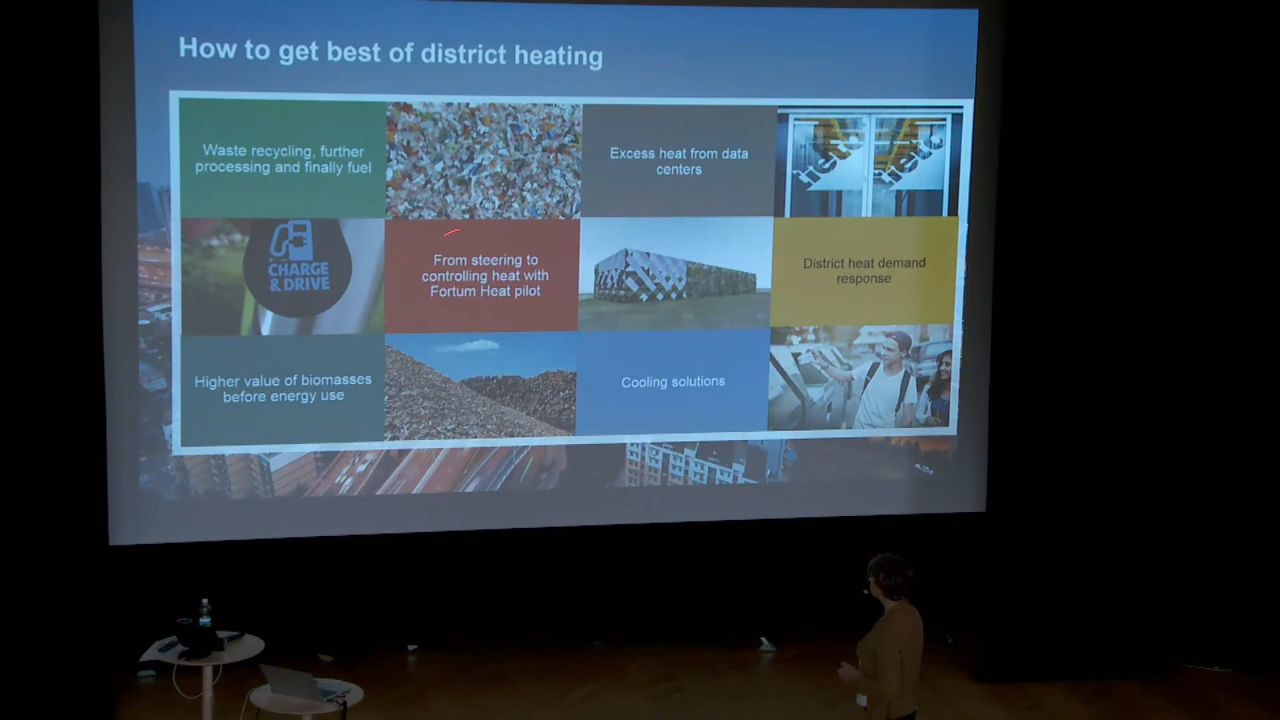 How to get best of district heating
Waste recycling, further
processing and finally fuel
Excess heat from data
centers
CHARGE
& DRIVE
From steering to
controlling heat with
Fortum Heat pilot
District heat demand
response
Higher value of biomasses
before energy use
Cooling solutions